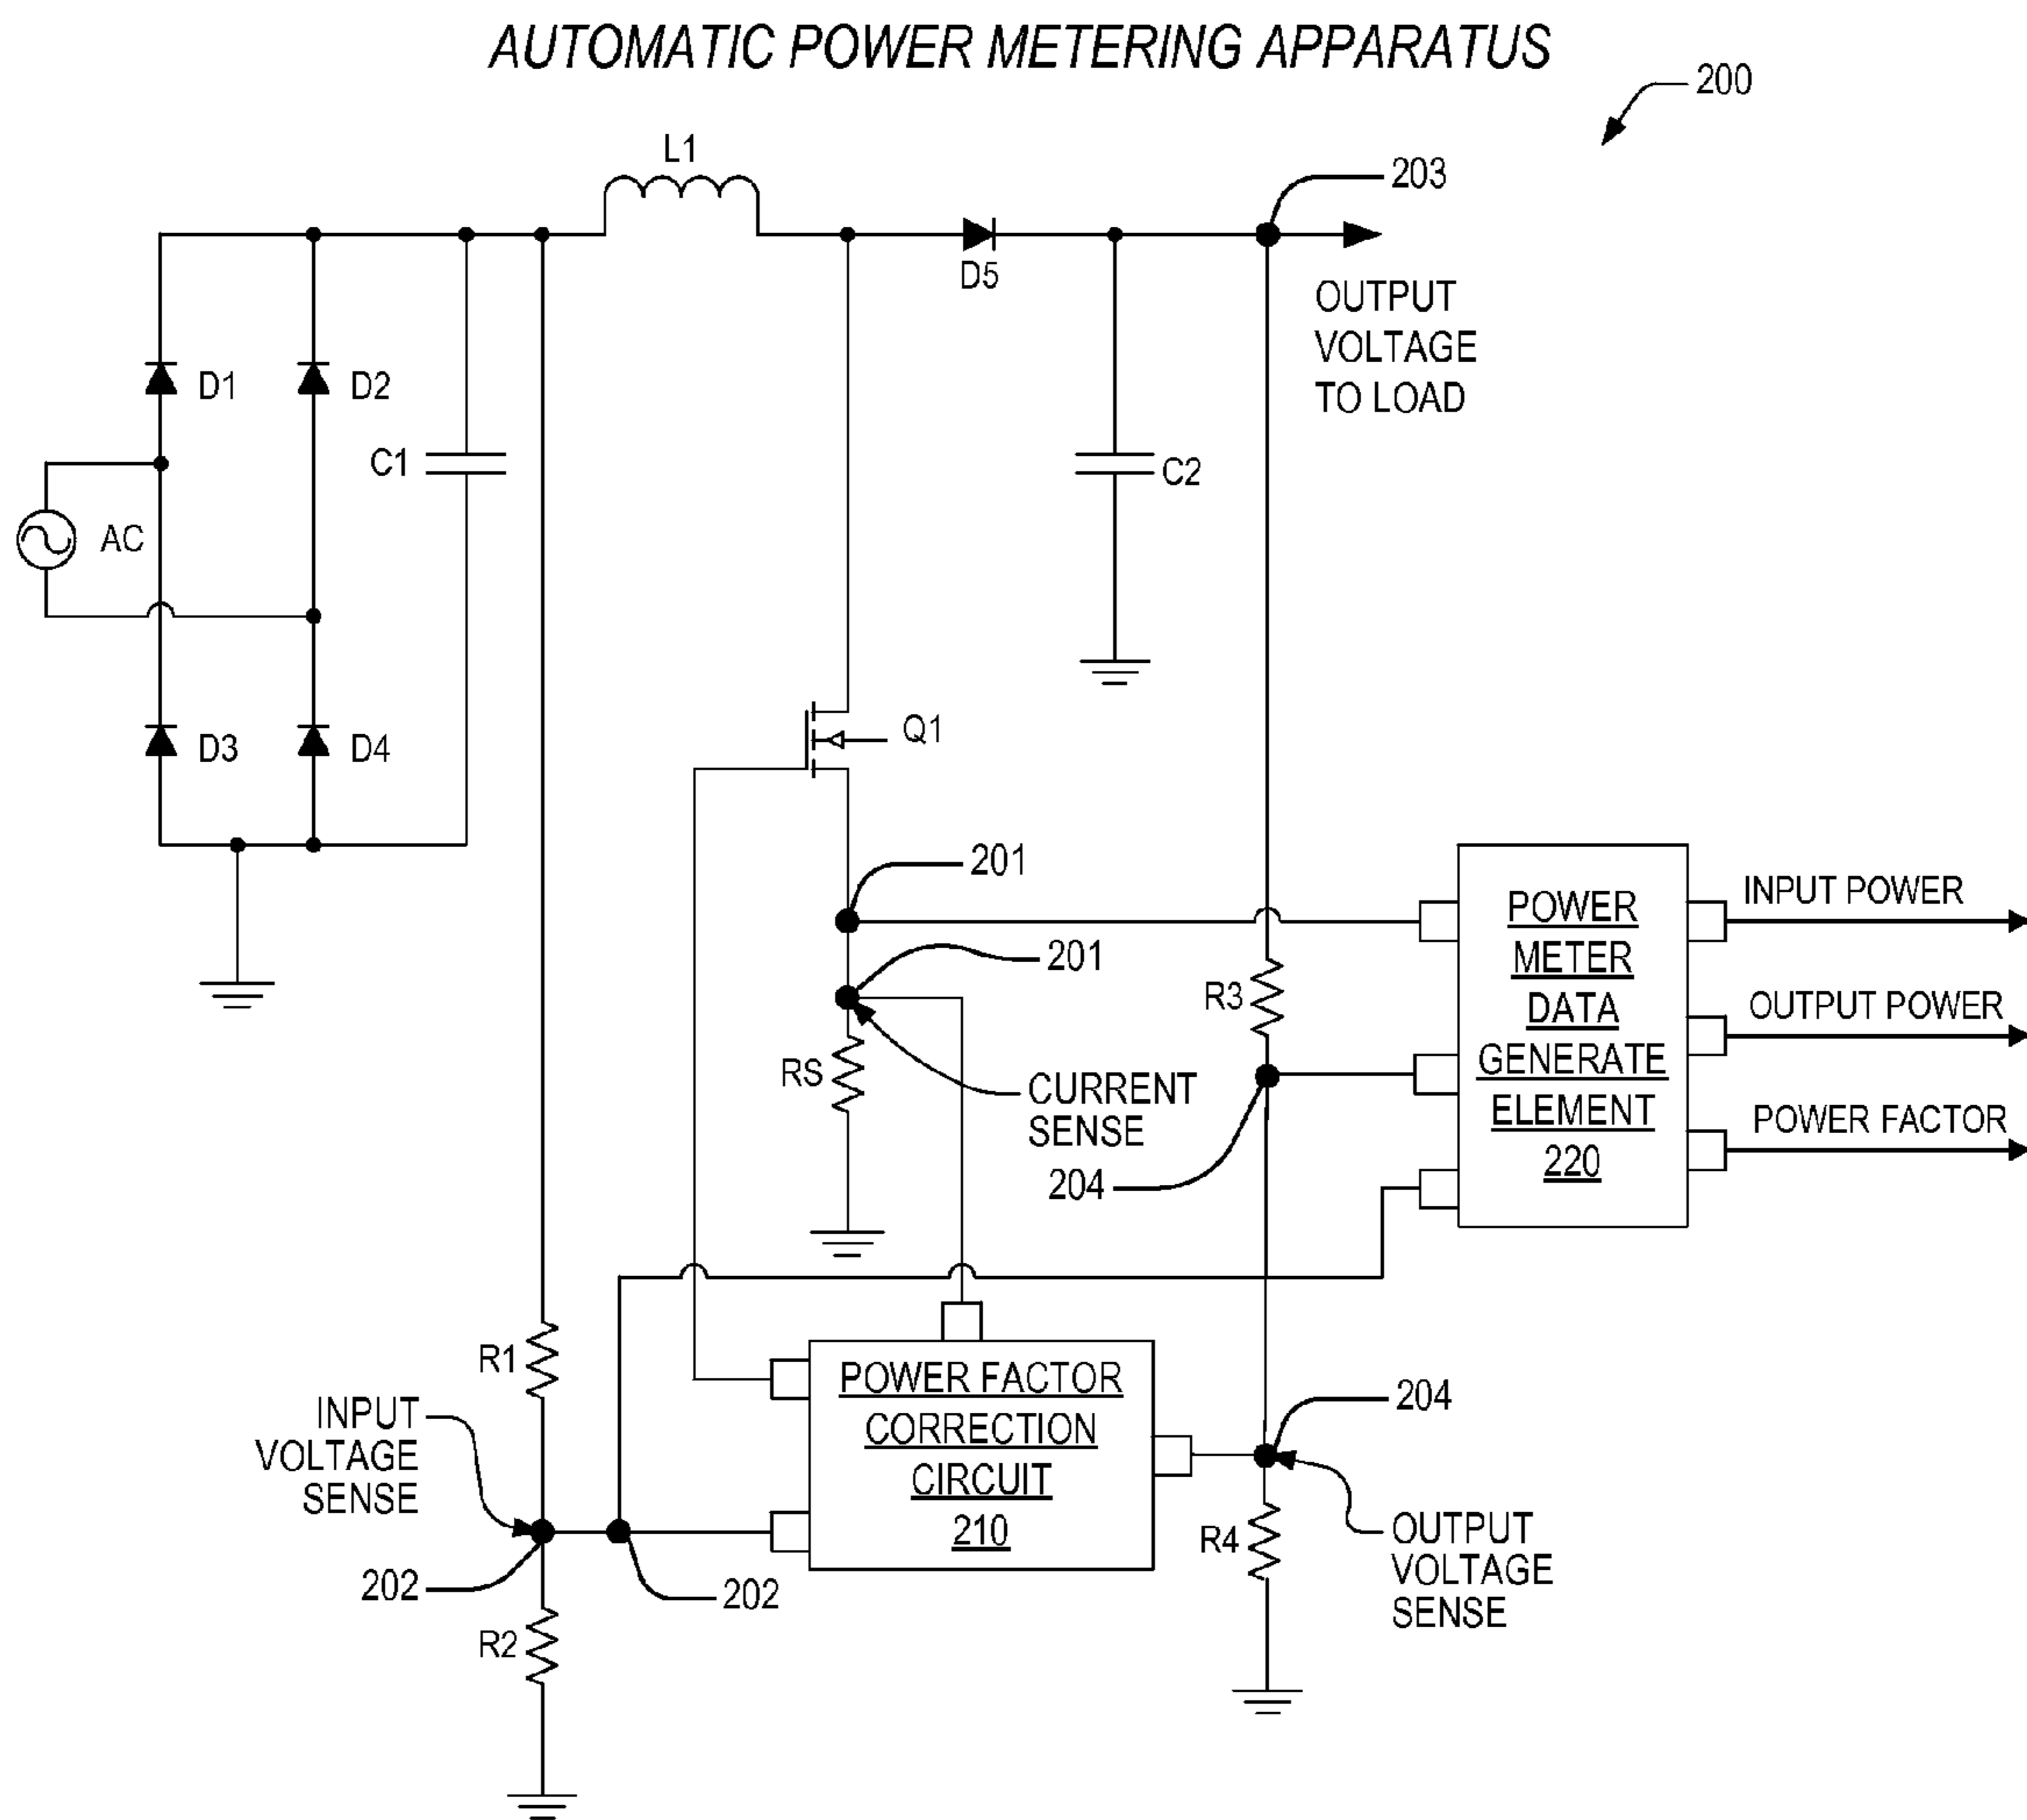 AUTOMATIC POWER METERING APPARATUS
200
L1
203
D5
OUTPUT
VOLTAGE
TO LOAD
D1
D2
C1
C2
AC
Q1
D3
D4
201
201
POWER
METER
DATA
GENERATE
ELEMENT
220
INPUT POWER
OUTPUT POWER
POWER FACTOR
R3
RS
CURRENT
SENSE
204
R1
INPUT
VOLTAGE
SENSE
POWER FACTOR
CORRECTION
CIRCUIT
210
204
R4
OUTPUT
VOLTAGE
SENSE
202
202
R2